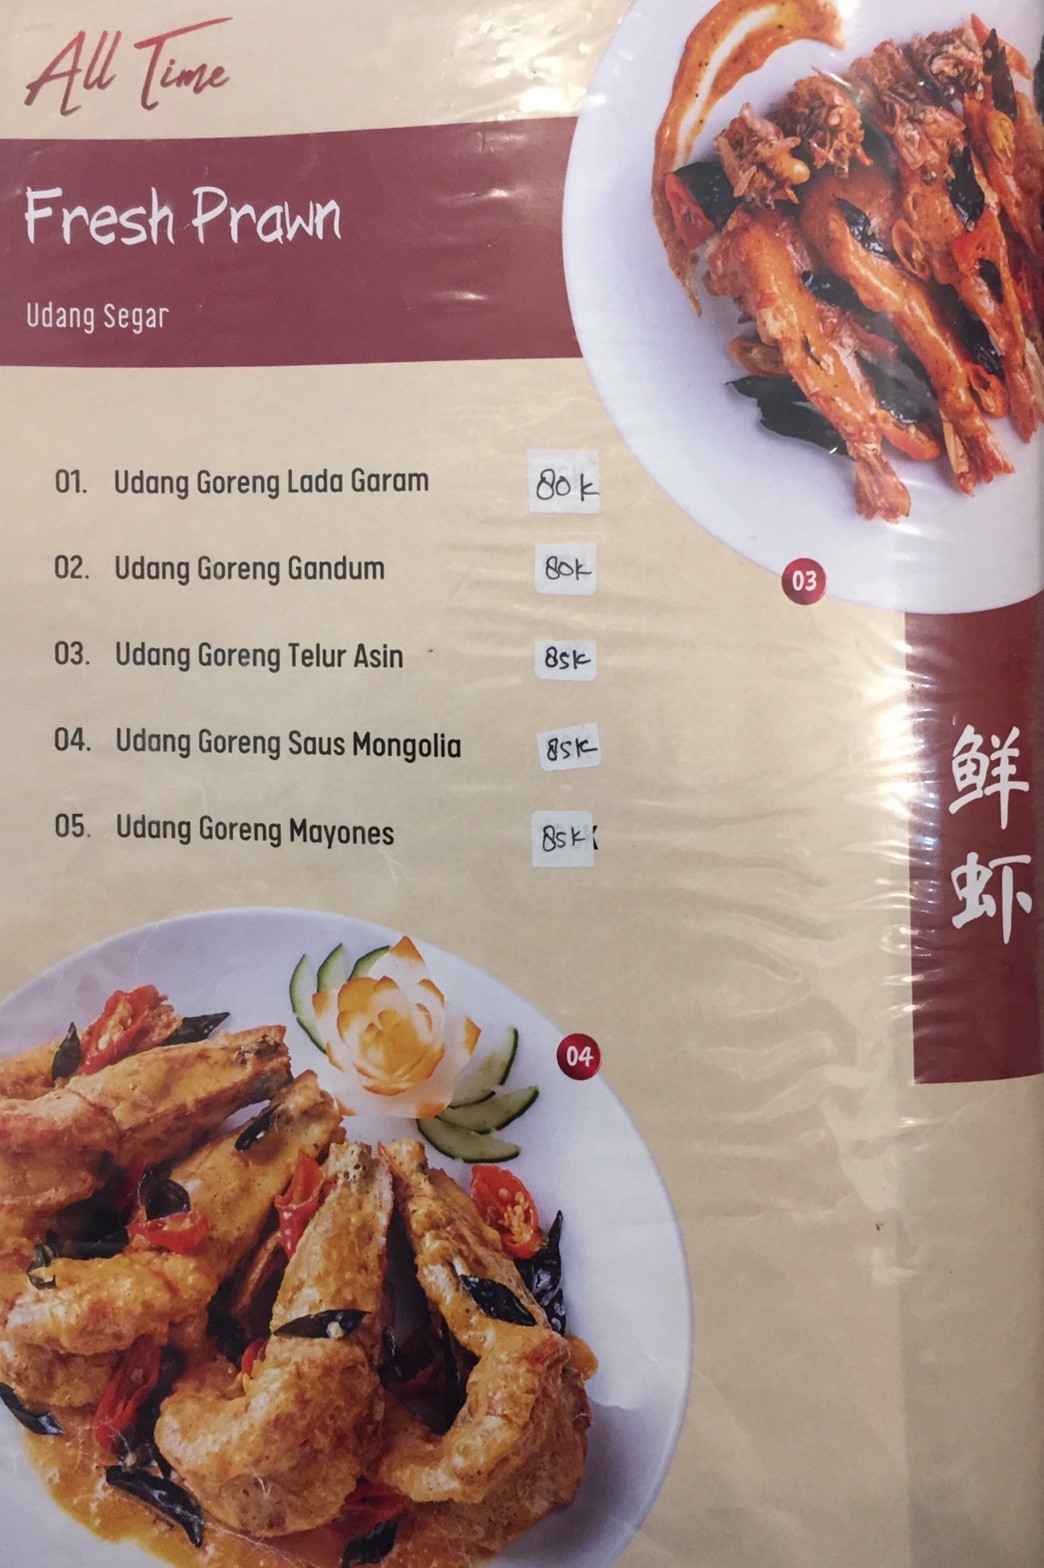 All Time
Fresh Prawn
Udang Segar
01. Udang Goreng Lada Garam 80k
02. Udang Goreng Gandum 80k
03. Udang Goreng Telur Asin 85K
04. Udang Goreng Saus Mongolia 85K
05. Udang Goreng Mayones 85K
03
鲜虾
04